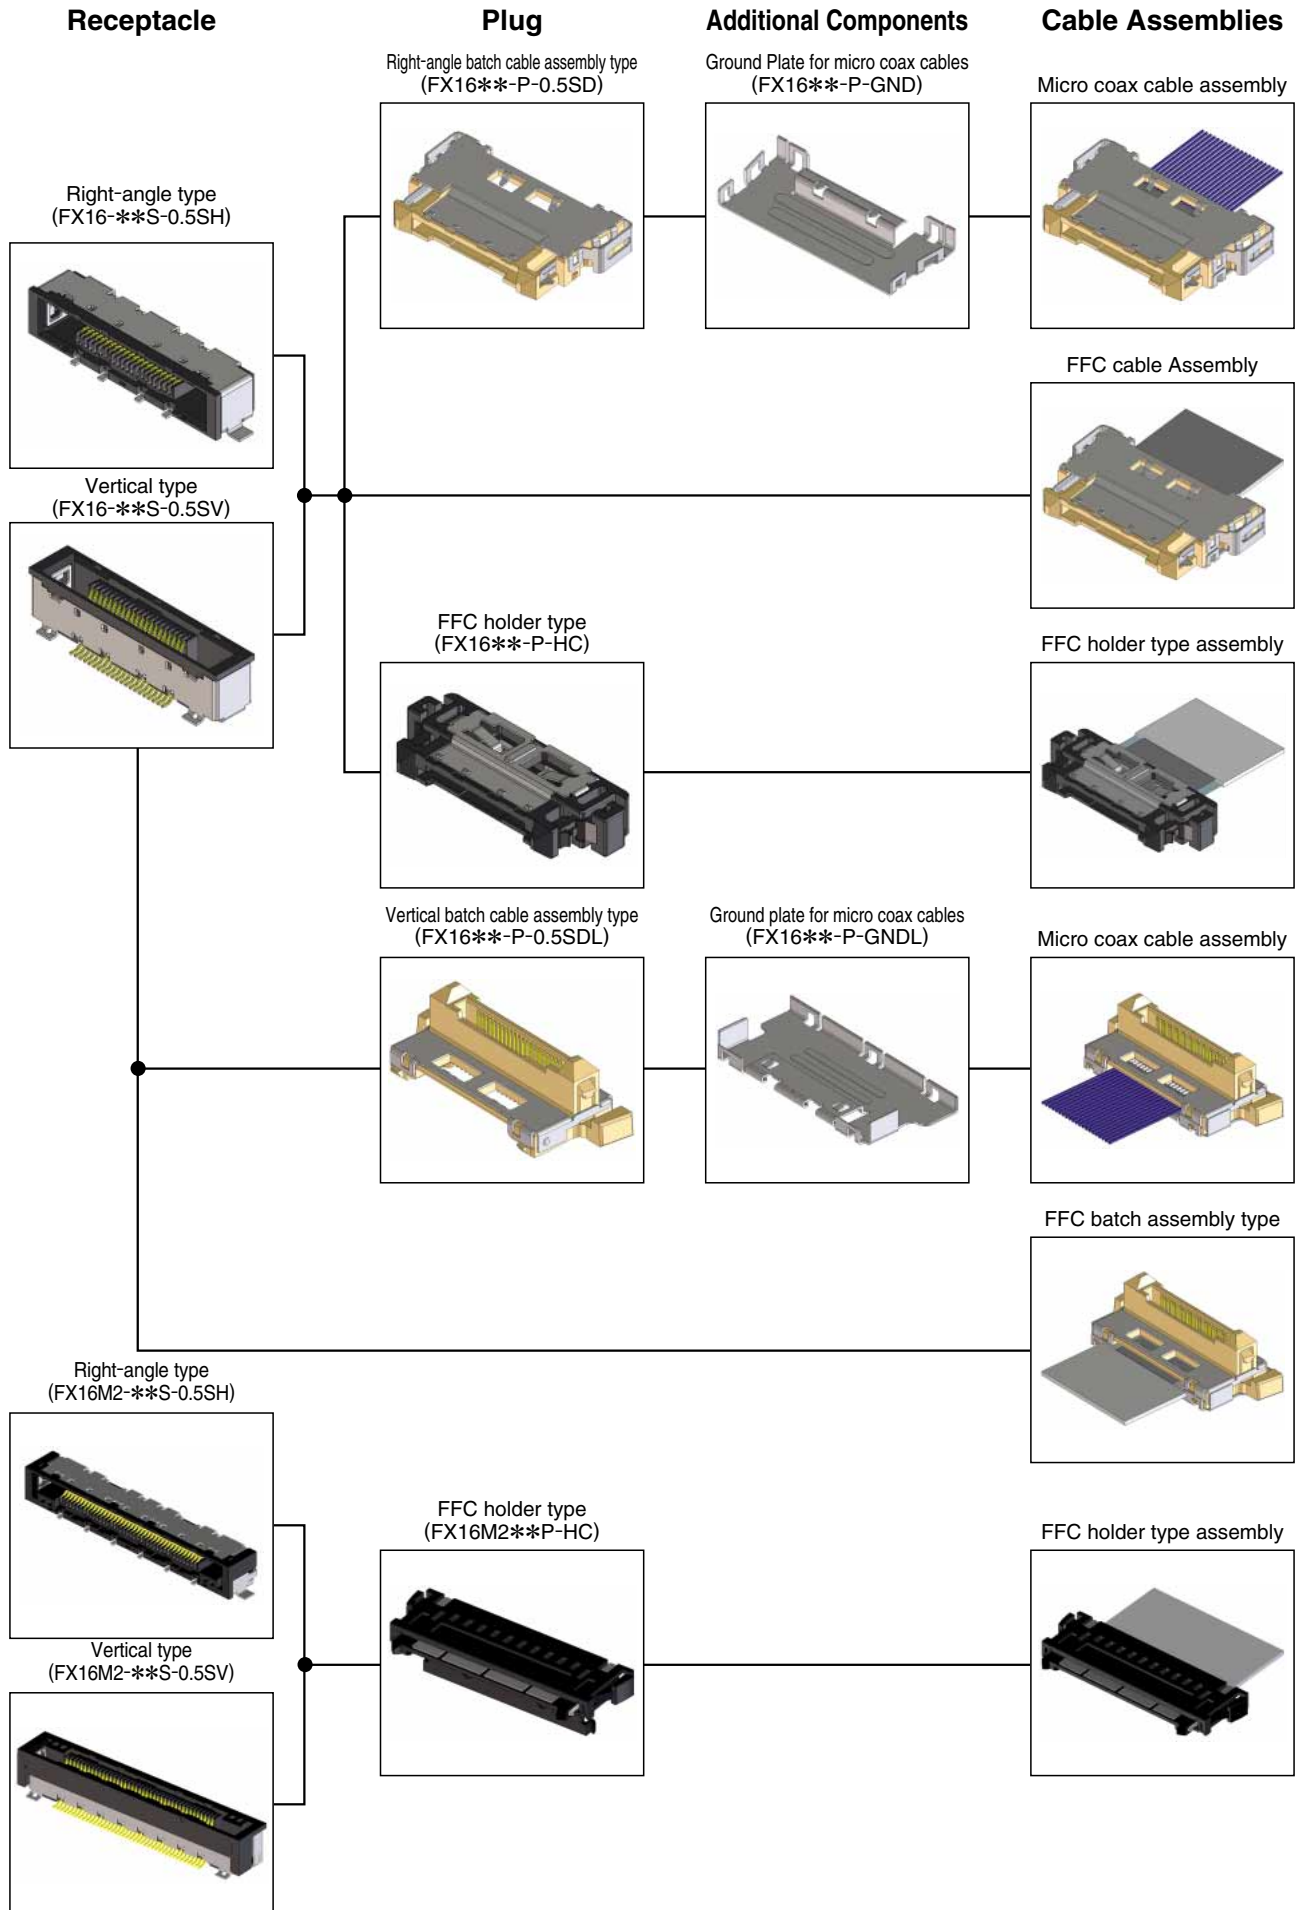 Receptacle
Plug
Additional Components
Cable Assemblies
Right-angle batch cable assembly type
(FX16**-P-0.5SD)
Ground Plate for micro coax cables
(FX16**-P-GND)
Micro coax cable assembly
Right-angle type
(FX16-**S-0.5SH)
FFC cable Assembly
Vertical type
(FX16-**S-0.5SV)
FFC holder type
(FX16**-P-HC)
FFC holder type assembly
Vertical batch cable assembly type
(FX16**-P-0.5SDL)
Ground plate for micro coax cables
(FX16**-P-GNDL)
Micro coax cable assembly
FFC batch assembly type
Right-angle type
(FX16M2-**S-0.5SH)
FFC holder type
(FX16M2**P-HC)
FFC holder type assembly
Vertical type
(FX16M2-**S-0.5SV)